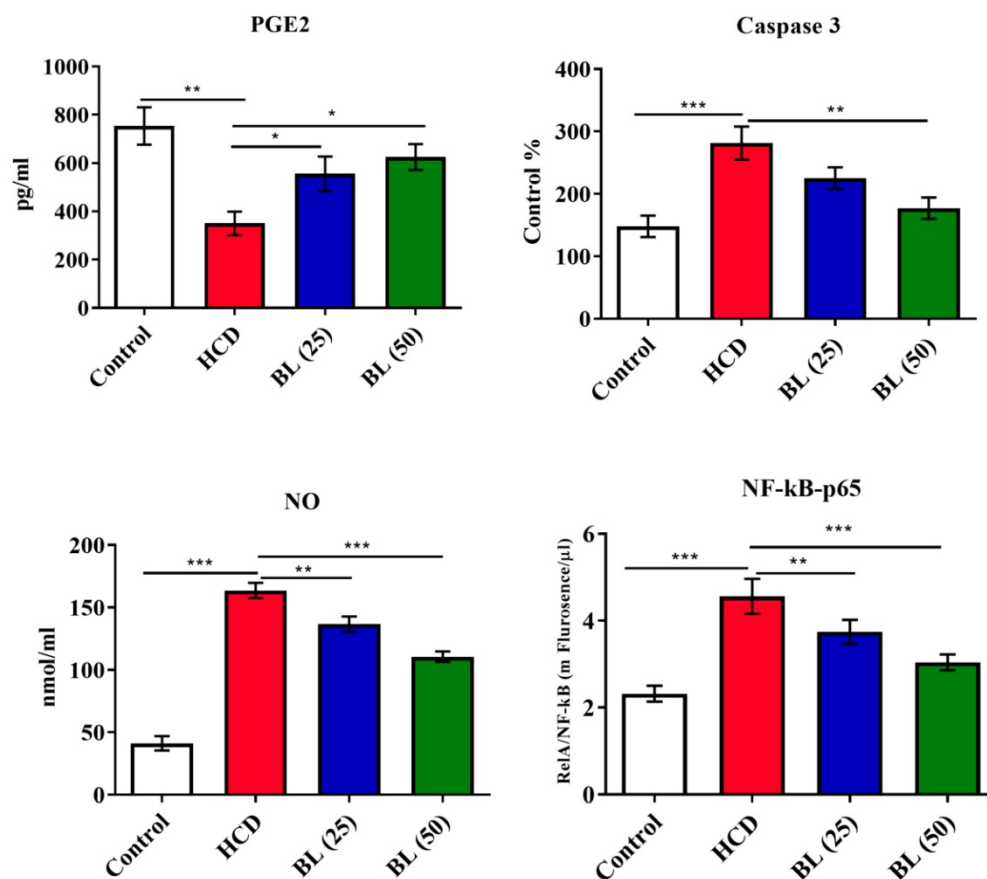 PGE2
pg/ml
1000
800
600
400
200
0
**
*
*
Control
HCD
BL (25)
BL (50)
Caspase 3
Control %
400
300
200
100
0
***
**
Control
HCD
BL (25)
BL (50)
NO
nmol/ml
200
150
100
50
0
***
***
**
Control
HCD
BL (25)
BL (50)
NF-kB-p65
RelA/NF-kB (m Flurosence/µl)
6
4
2
0
***
***
**
Control
HCD
BL (25)
BL (50)